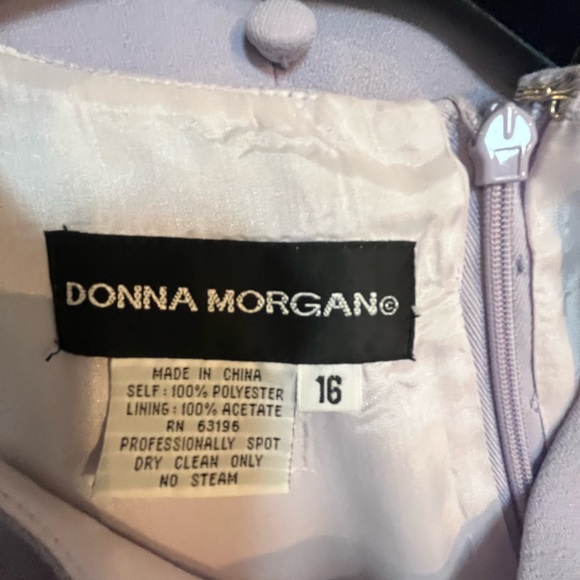 DONNA MORGAN©
MADE IN CHINA
SELF: 100% POLYESTER
LINING: 100% ACETATE
RN 63196
PROFESSIONALLY SPOT
DRY CLEAN ONLY
NO STEAM
16